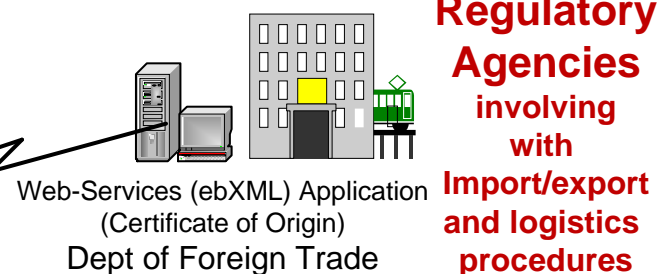 Regulatory
Agencies
involving
with
Import/export
and logistics
procedures
Web-Services (ebXML) Application
(Certificate of Origin)
Dept of Foreign Trade